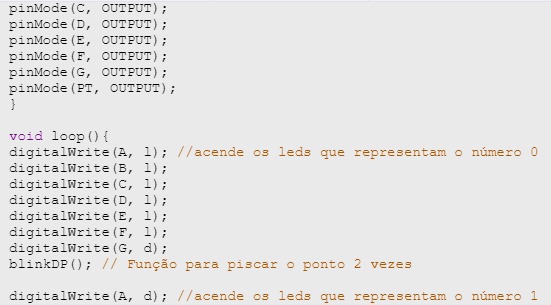 pinMode(C, OUTPUT);
pinMode(D, OUTPUT);
pinMode(E, OUTPUT);
pinMode(F, OUTPUT);
pinMode(G, OUTPUT);
pinMode(PT, OUTPUT);
}
void loop(){
digitalWrite(A, l); //acende os leds que representam o número 0
digitalWrite(B, l);
digitalWrite(C, l);
digitalWrite(D, l);
digitalWrite(E, l);
digitalWrite(F, l);
digitalWrite(G, d);
blinkDP(); // Função para piscar o ponto 2 vezes
digitalWrite(A, d); //acende os leds que representam o número 1